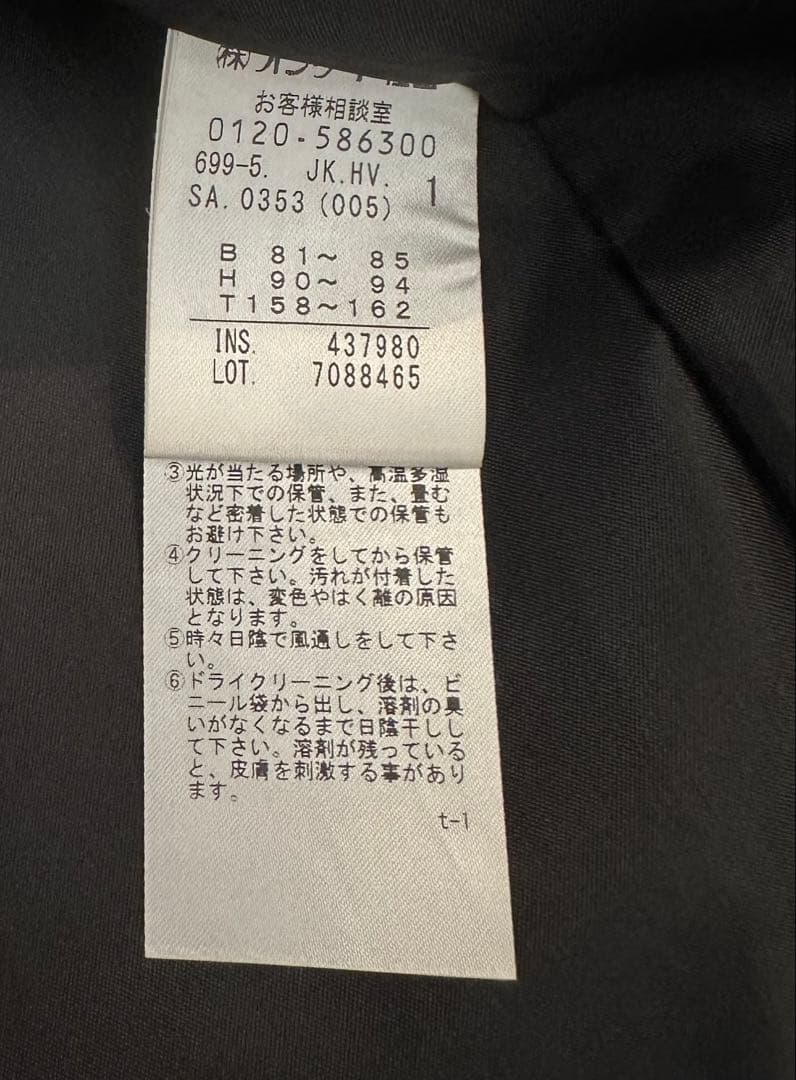 (株)オンワード樫山
お客様相談室
0120-586300
699-5. JK.HV. 1
SA. 0353 (005)
B 81～ 85
H 90～ 94
T158～162
INS. 437980
LOT. 7088465
③光が当たる場所や、高温多湿
状況下での保管、また、畳む
など密着した状態での保管も
お避け下さい。
④クリーニングをしてから保管
して下さい。汚れが付着した
状態は、変色やはく離の原因
となります。
⑤時々日陰で風通しをして下さ
い。
⑥ドライクリーニング後は、ビ
ニール袋から出し、溶剤の臭
いがなくなるまで日陰干しし
て下さい。溶剤が残っている
と、皮膚を刺激する事があり
ます。
t-1